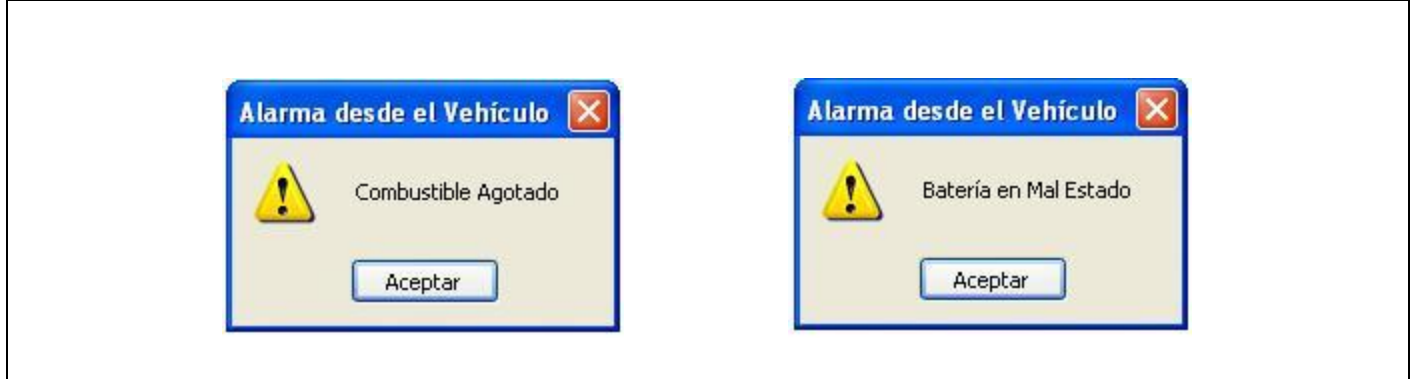 Alarma desde el Vehículo
Combustible Agotado
Aceptar
Alarma desde el Vehículo
Batería en Mal Estado
Aceptar